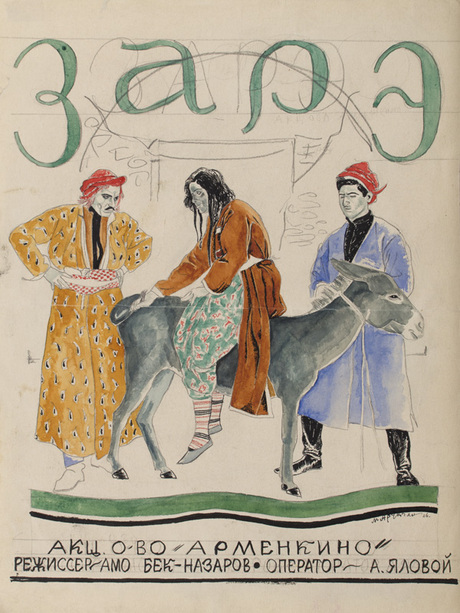 Зарэ
АКЦ. О-ВО "АРМЕНКИНО"
РЕЖИССЕР-АМО БЕК-НАЗАРОВ • ОПЕРАТОР- А. ЯЛОВОЙ